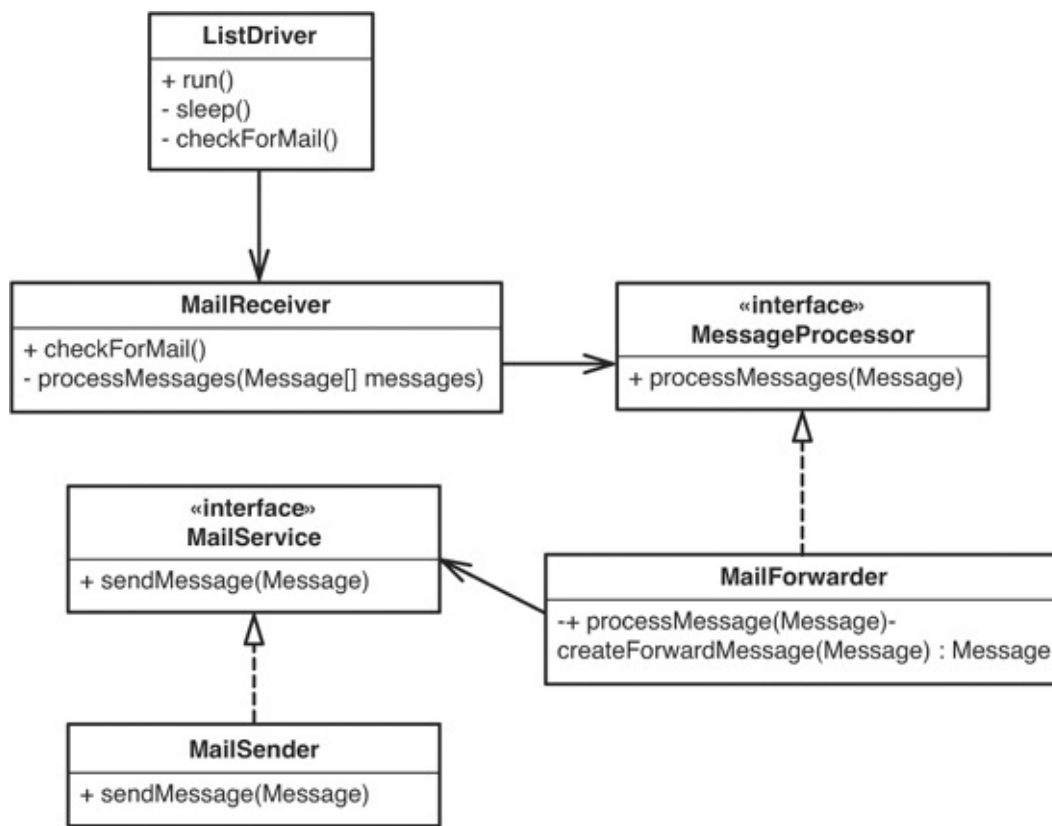 ListDriver
+ run()
- sleep()
- checkForMail()
MailReceiver
+ checkForMail()
- processMessages(Message[] messages)
«interface»
MessageProcessor
+ processMessages(Message)
«interface»
MailService
+ sendMessage(Message)
MailForwarder
-+ processMessage(Message)-
createForwardMessage(Message) : Message
MailSender
+ sendMessage(Message)